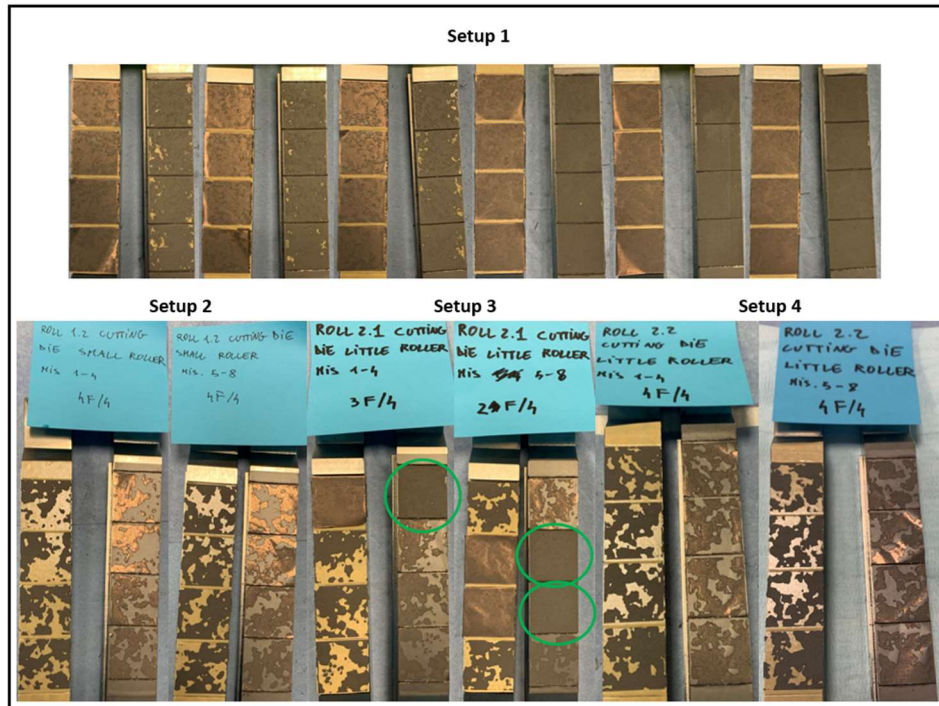 Setup 1
Setup 2
Setup 3
Setup 4
ROLL 1.2 CUTTING
DiE SMALL ROLLER
MiS 1-4
4F/4
ROLL 1.2 CUTTING DiE
SMALL ROLLER
MiS. 5-8
4F/4
ROLL 2.1 CUTTING
DiE LITTLE ROLLER
MiS 1-4
3F/4
ROLL 2.1 CUTTING
DiE LITTLE ROLLER
MiS 5-8
2 F/4
ROLL 2.2
CUTTING DiE
LITTLE ROLLER
MiS 1-4
4F/4
ROLL 2.2
CUTTING DiE
LITTLE ROLLER
MiS. 5-8
4F/4